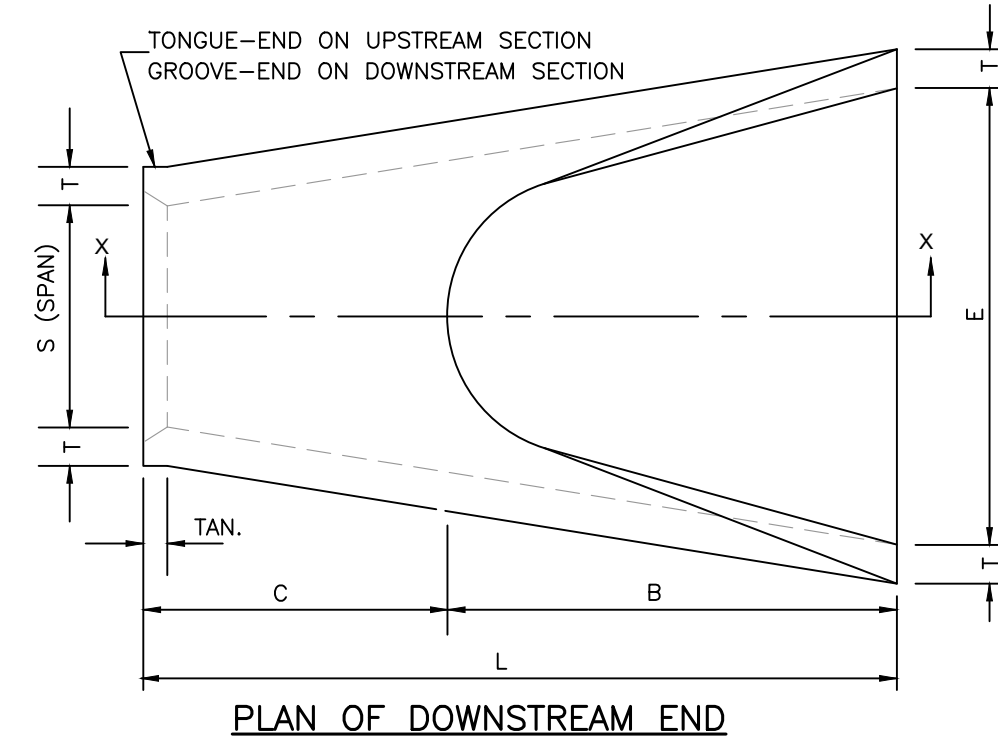 TONGUE-END ON UPSTREAM SECTION
GROOVE-END ON DOWNSTREAM SECTION
T
T
X
X
S (SPAN)
E
T
T
TAN.
C
B
L
PLAN OF DOWNSTREAM END